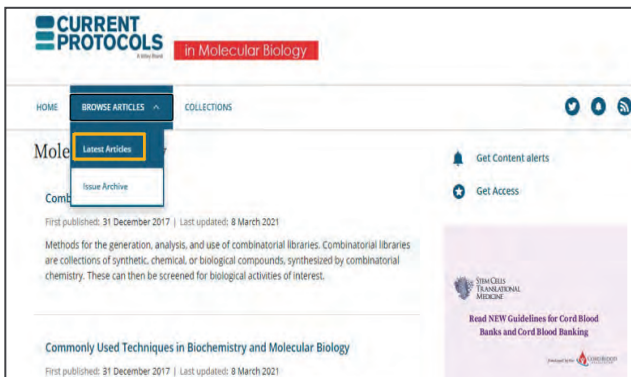 CURRENT
PROTOCOLS
A Wiley Brand
in Molecular Biology
HOME BROWSE ARTICLES COLLECTIONS
Latest Articles
Issue Archive
Mole
Comb
First published: 31 December 2017 | Last updated: 8 March 2021
Methods for the generation, analysis, and use of combinatorial libraries. Combinatorial libraries
are collections of synthetic, chemical, or biological compounds, synthesized by combinatorial
chemistry. These can then be screened for biological activities of interest.
Commonly Used Techniques in Biochemistry and Molecular Biology
First published: 31 December 2017 | Last updated: 8 March 2021
Get Content alerts
Get Access
STEM CELLS
TRANSLATIONAL
MEDICINE
Read NEW Guidelines for Cord Blood
Banks and Cord Blood Banking
Developed by the